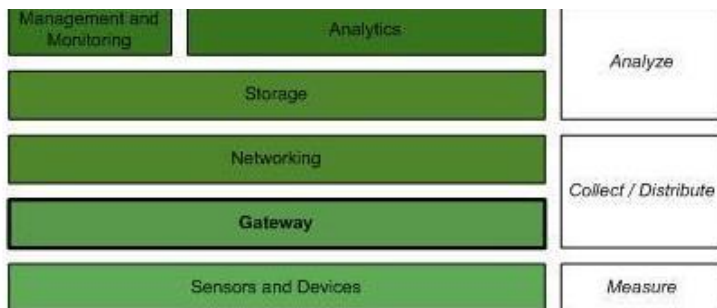 Management and
Monitoring
Analytics
Analyze
Storage
Networking
Collect / Distribute
Gateway
Sensors and Devices
Measure